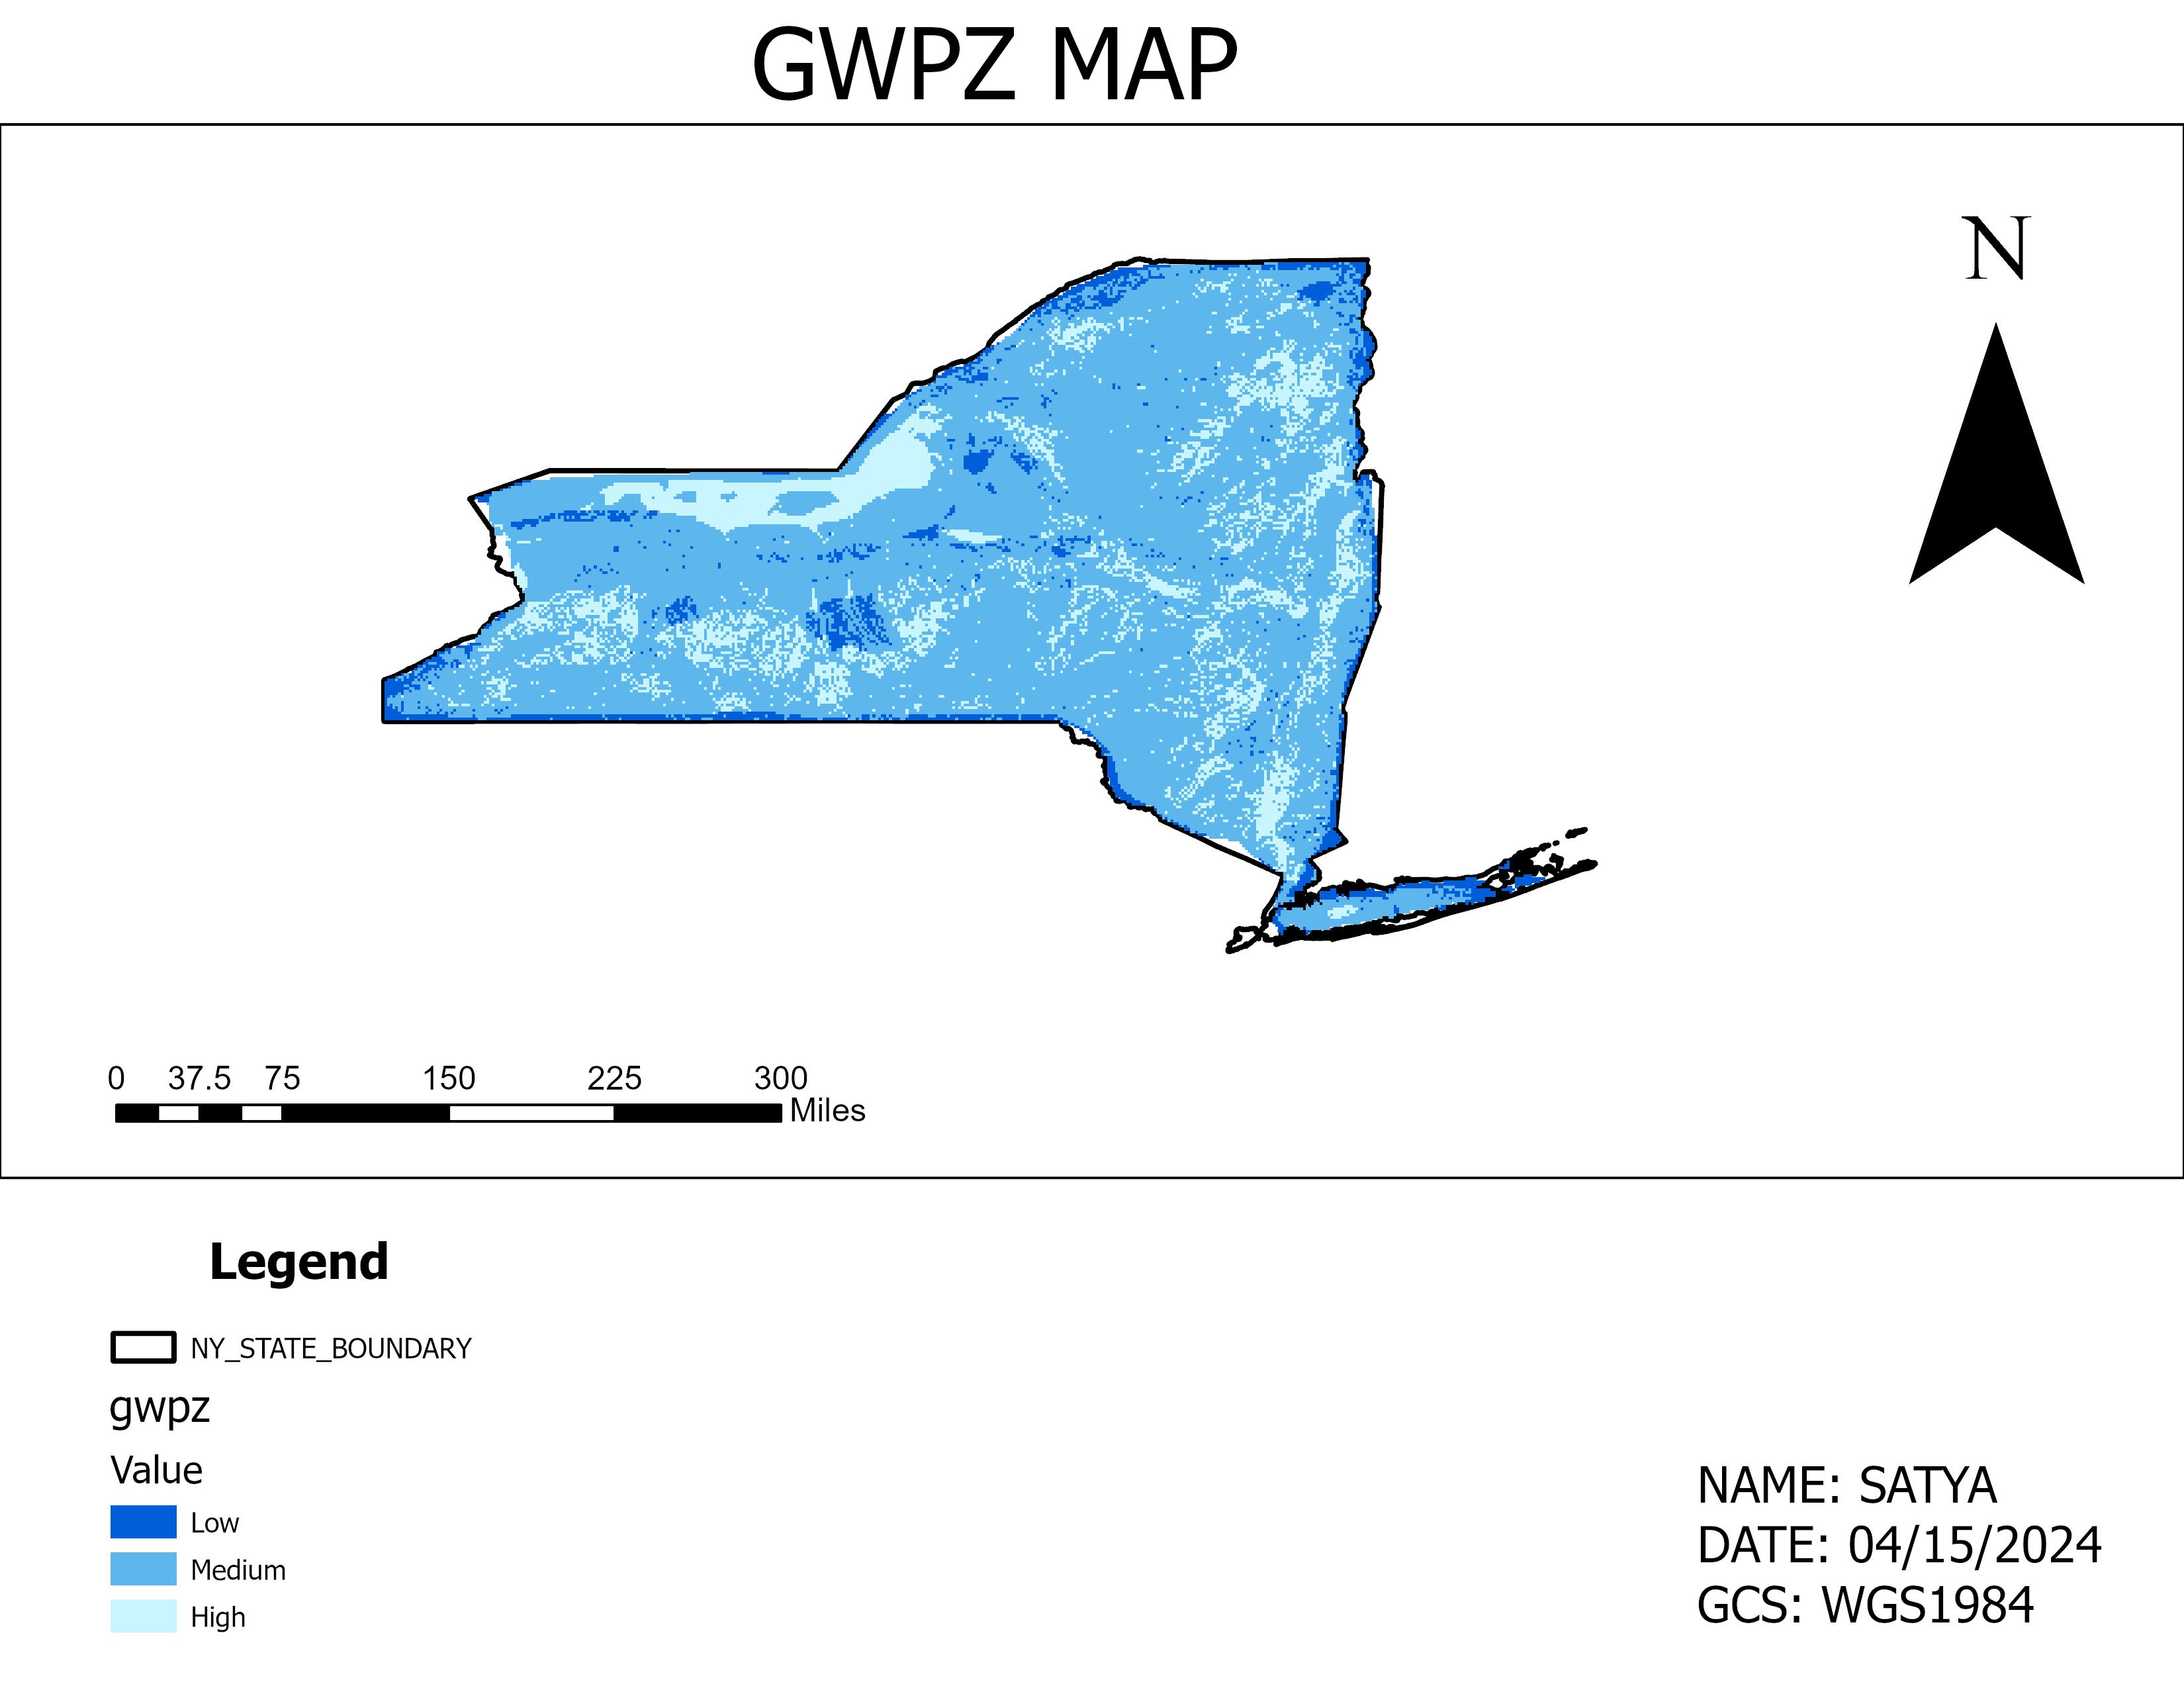 GWPZ MAP
N
0 37.5 75 150 225 300
Miles
Legend
NY_STATE_BOUNDARY
gwpz
Value
Low
Medium
High
NAME: SATYA
DATE: 04/15/2024
GCS: WGS1984